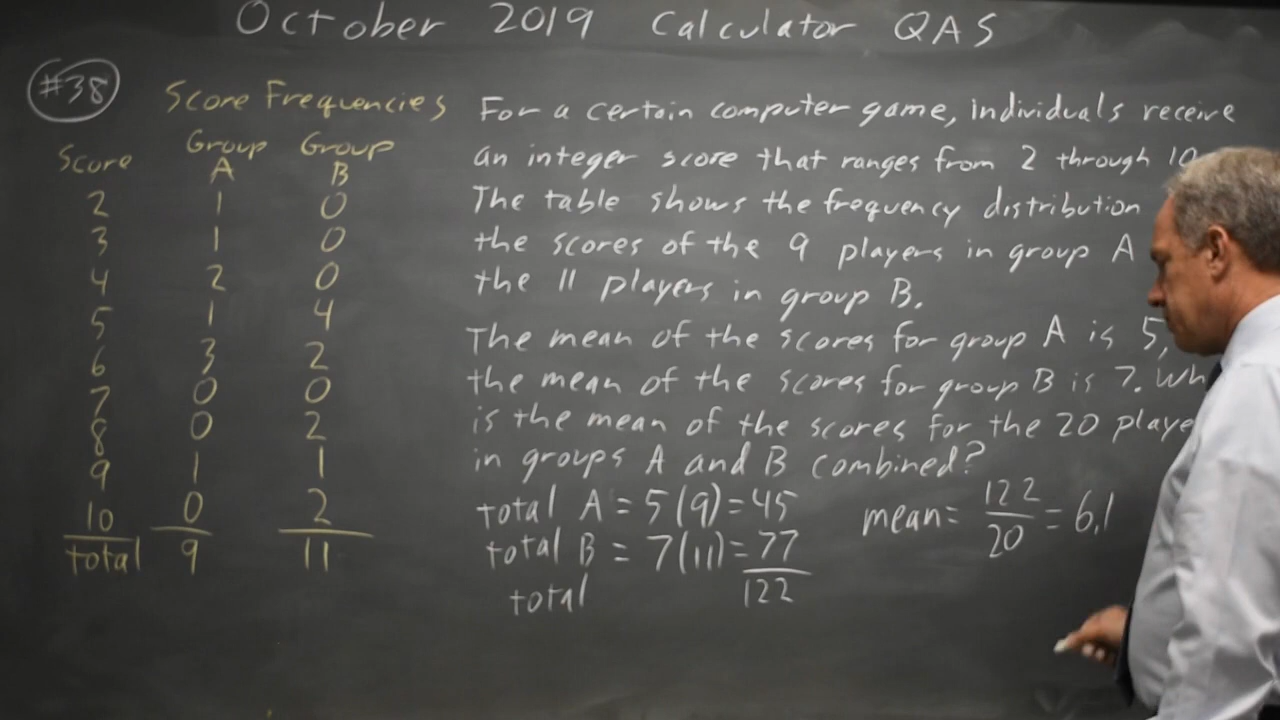 October 2019 Calculator QAS
#38
Score Frequencies
Score Group A Group B
2 1 0
3 1 0
4 2 0
5 1 4
6 3 2
7 0 0
8 0 2
9 1 1
10 0 2
total 9 11
For a certain computer game, individuals receive
an integer score that ranges from 2 through 10
The table shows the frequency distribution
the scores of the 9 players in group A
the 11 players in group B.
The mean of the scores for group A is 5,
the mean of the scores for group B is 7. Wh
is the mean of the scores for the 20 playe
in groups A and B combined?
total A = 5(9) = 45
total B = 7(11) = 77
total 122
mean = 122/20 = 6.1